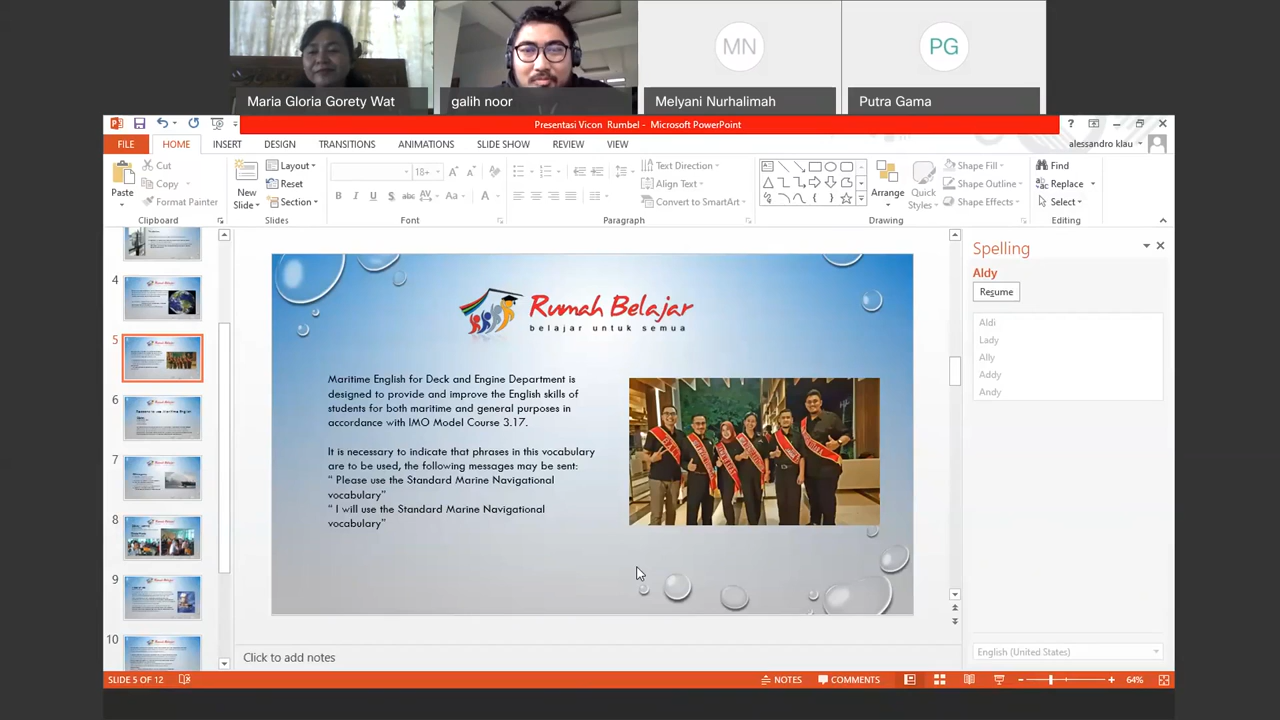 MN
PG
Maria Gloria Gorety Wat
galih noor
Melyani Nurhalimah
Putra Gama
Presentasi Vicon Rumbel - Microsoft PowerPoint
FILE
HOME
INSERT
DESIGN
TRANSITIONS
ANIMATIONS
SLIDE SHOW
REVIEW
VIEW
alessandro klau
Paste
Cut
Copy
Format Painter
Clipboard
New Slide
Layout
Reset
Section
Slides
18+
Font
Text Direction
Align Text
Convert to SmartArt
Paragraph
Arrange
Quick Styles
Shape Fill
Shape Outline
Shape Effects
Drawing
Find
Replace
Select
Editing
4
5
6
7
8
9
10
Rumah Belajar
belajar untuk semua
Maritime English for Deck and Engine Department is
designed to provide and improve the English skills of
students for both maritime and general purposes in
accordance with IMO Model Course 3.17.
It is necessary to indicate that phrases in this vocabulary
are to be used, the following messages may be sent:
“ Please use the Standard Marine Navigational
vocabulary”
“ I will use the Standard Marine Navigational
vocabulary”
Spelling
Aldy
Resume
Aldi
Lady
Ally
Addy
Andy
English (United States)
Click to add notes
SLIDE 5 OF 12
NOTES
COMMENTS
64%